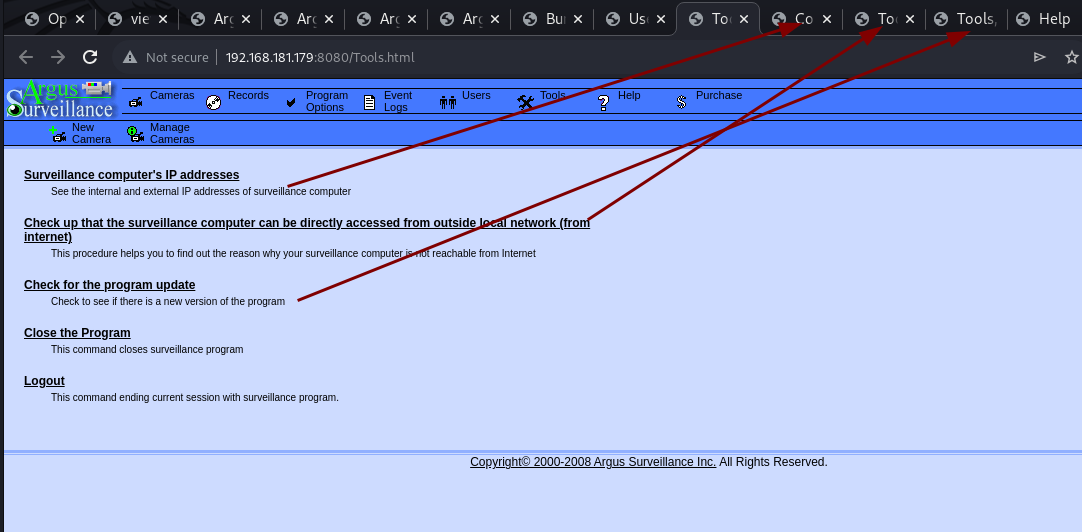 Op
vie
Arg
Arg
Arg
Arg
Bu
Use
Too
Co
Too
Tools,
Help
Not secure
192.168.181.179:8080/Tools.html
Argus
Surveillance
Cameras
Records
Program
Options
Event
Logs
Users
Tools
Help
Purchase
New
Camera
Manage
Cameras
Surveillance computer's IP addresses
See the internal and external IP addresses of surveillance computer
Check up that the surveillance computer can be directly accessed from outside local network (from
internet)
This procedure helps you to find out the reason why your surveillance computer is not reachable from Internet
Check for the program update
Check to see if there is a new version of the program
Close the Program
This command closes surveillance program
Logout
This command ending current session with surveillance program.
Copyright© 2000-2008 Argus Surveillance Inc. All Rights Reserved.